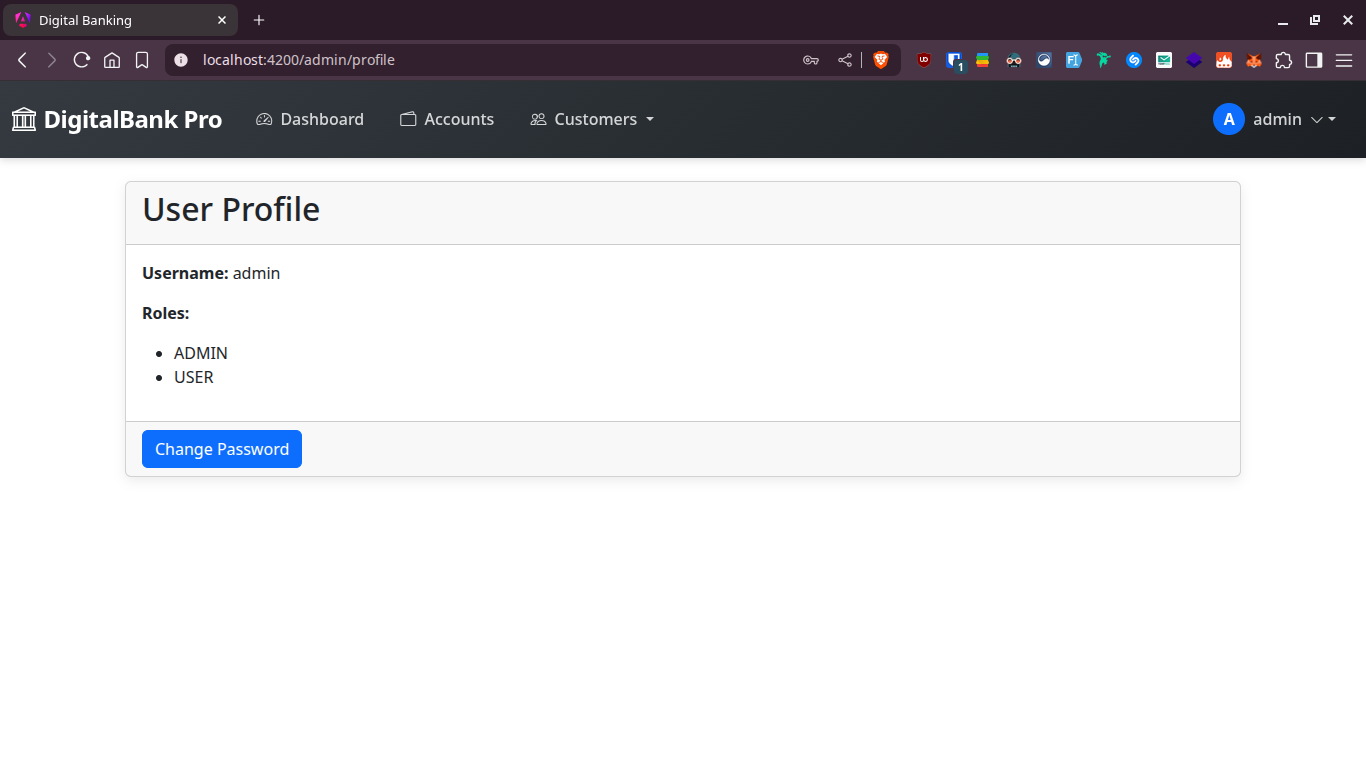 Digital Banking
localhost:4200/admin/profile
1
DigitalBank Pro Dashboard Accounts Customers A admin
User Profile
Username: admin
Roles:
ADMIN
USER
Change Password